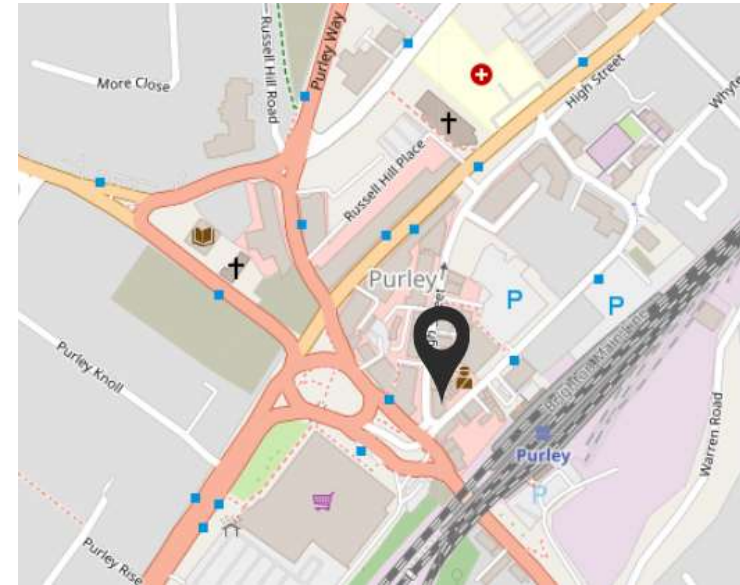 More Close
Russell Hill Road
Purley Way
High Street
Whyte
Russell Hill Place
Purley
P
P
Purley Knoll
Brighton Main Line
Purley
P
Warren Road
Purley Rise